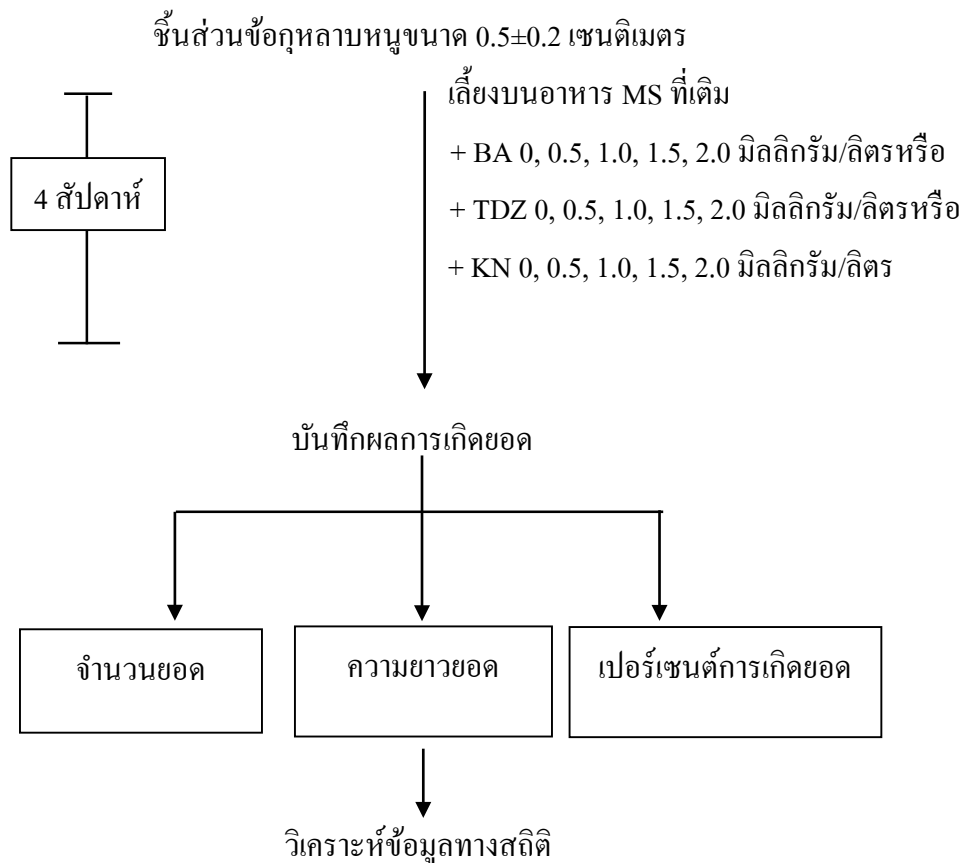 ชิ้นส่วนข้อกุหลาบหนูขนาด 0.5±0.2 เซนติเมตร
เลี้ยงบนอาหาร MS ที่เติม
+ BA 0, 0.5, 1.0, 1.5, 2.0 มิลลิกรัม/ลิตรหรือ
4 สัปดาห์
+ TDZ 0, 0.5, 1.0, 1.5, 2.0 มิลลิกรัม/ลิตรหรือ
+ KN 0, 0.5, 1.0, 1.5, 2.0 มิลลิกรัม/ลิตร
บันทึกผลการเกิดยอด
จำนวนยอด
ความยาวยอด
เปอร์เซนต์การเกิดยอด
วิเคราะห์ข้อมูลทางสถิติ